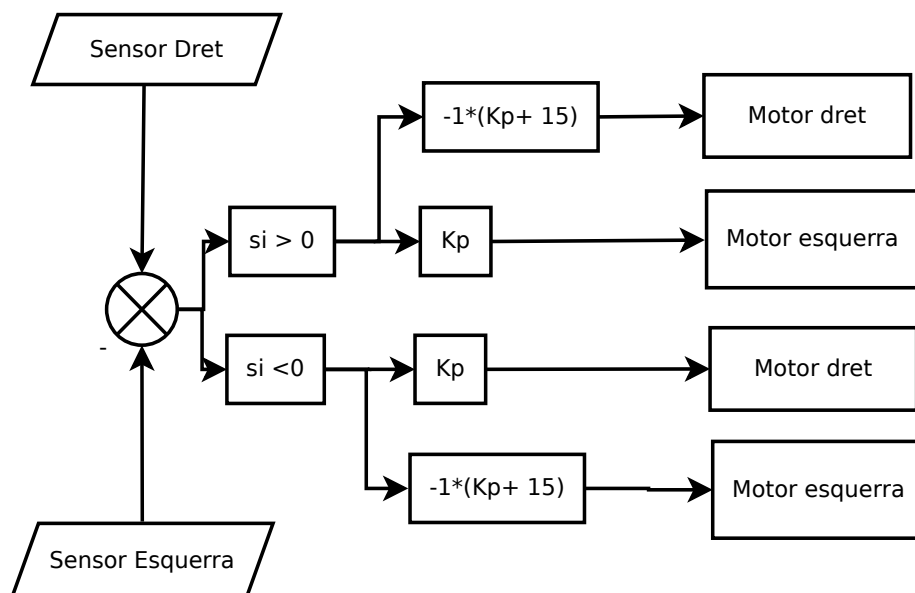 Sensor Dret
-1*(Kp+ 15)
Motor dret
si > 0
Kp
Motor esquerra
-
si <0
Kp
Motor dret
-1*(Kp+ 15)
Motor esquerra
Sensor Esquerra